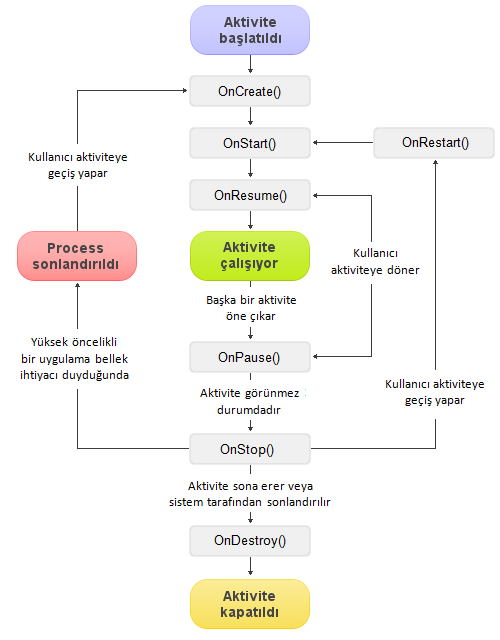 Aktivite
başlatıldı
OnCreate()
Kullanıcı aktiviteye
geçiş yapar
OnStart()
OnRestart()
OnResume()
Process
sonlandırıldı
Aktivite
çalışıyor
Kullanıcı
aktiviteye döner
Başka bir aktivite
öne çıkar
Yüksek öncelikli
bir uygulama bellek
ihtiyacı duyduğunda
OnPause()
Kullanıcı aktiviteye
geçiş yapar
Aktivite görünmez
durumdadır
OnStop()
Aktivite sona erer veya
sistem tarafından sonlandırılır
OnDestroy()
Aktivite
kapatıldı